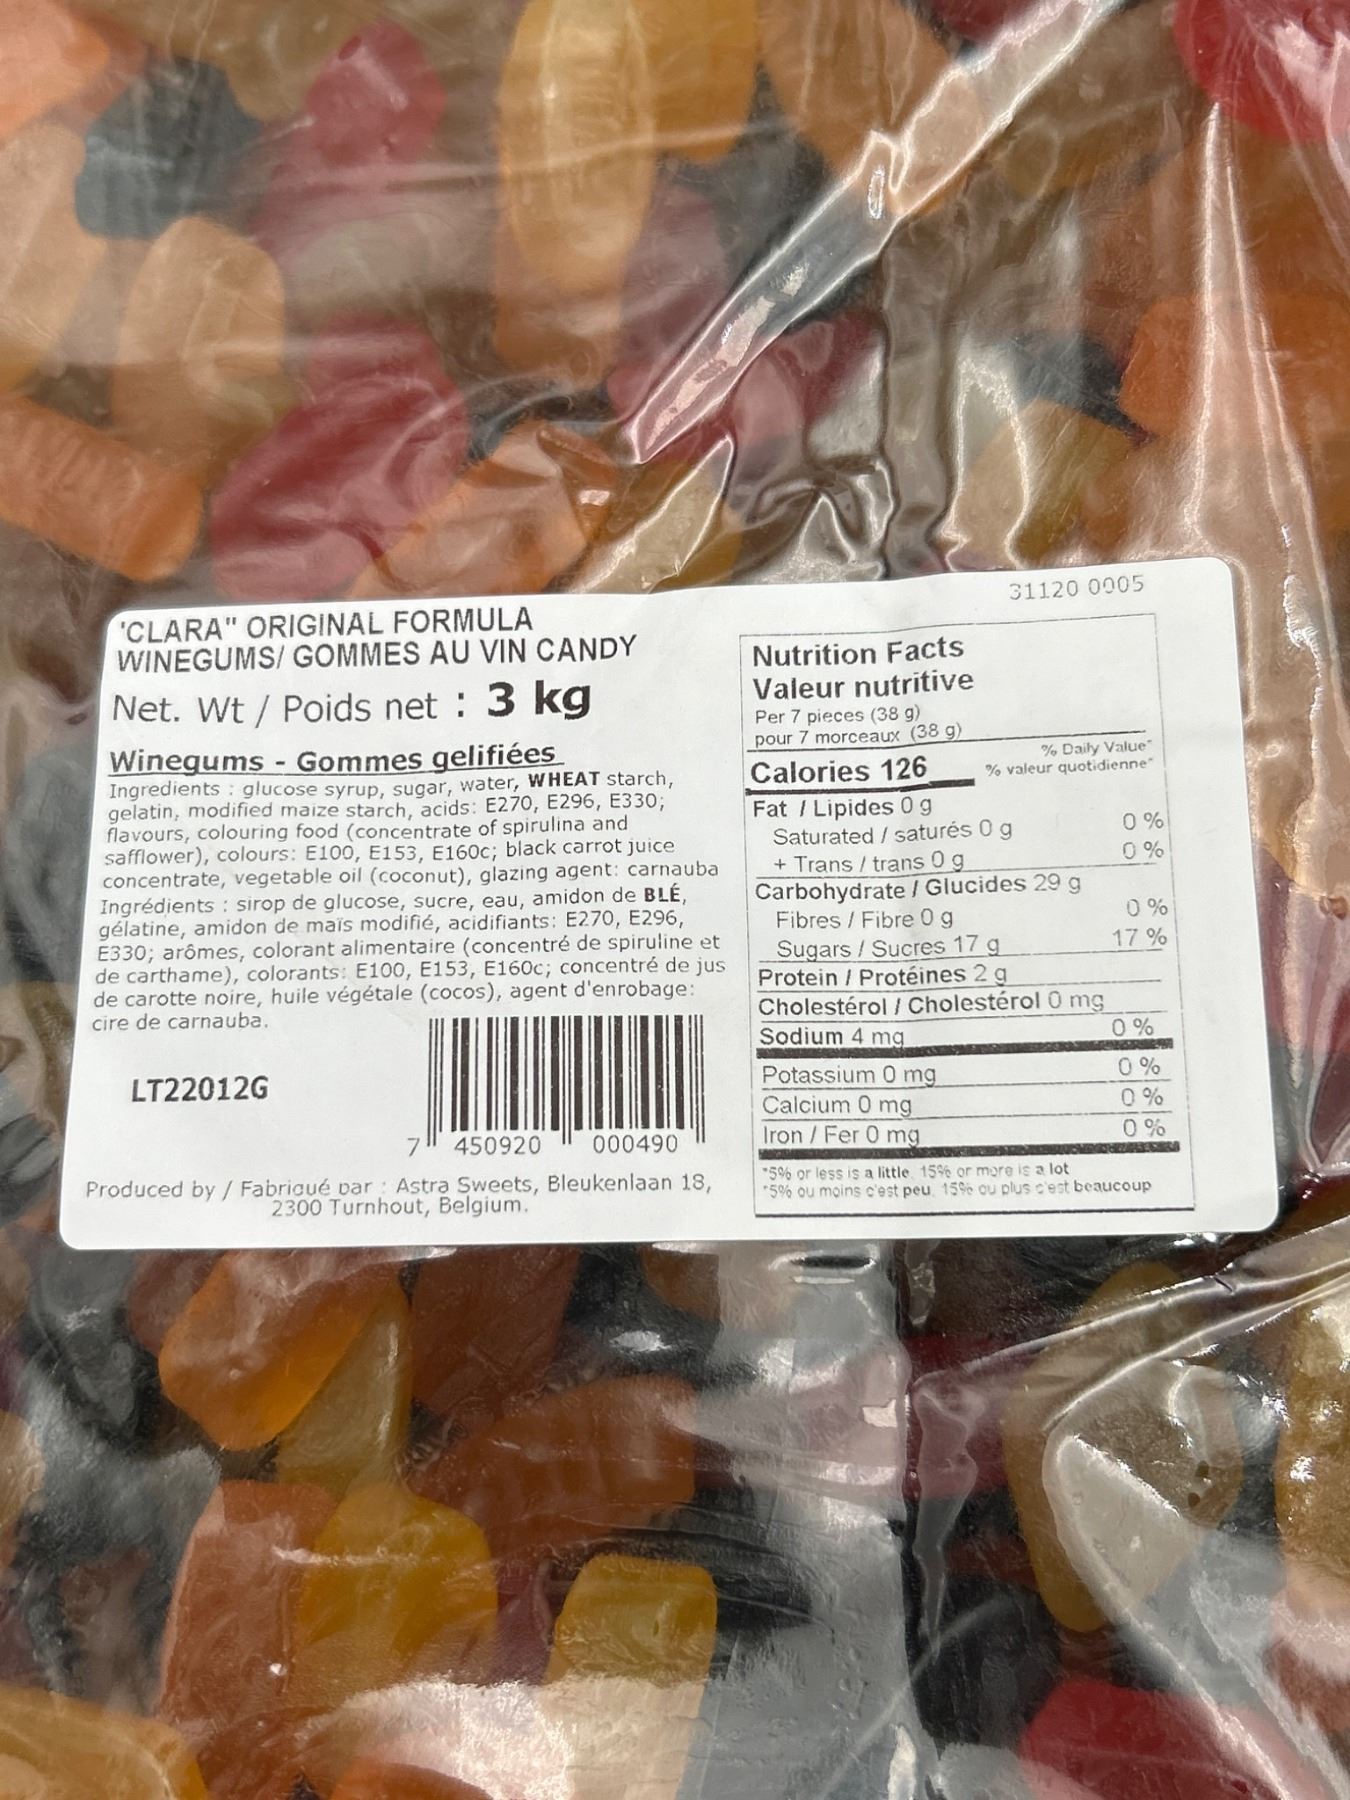 31120 0005
'CLARA" ORIGINAL FORMULA
WINEGUMS/ GOMMES AU VIN CANDY
Net. Wt / Poids net : 3 kg
Winegums - Gommes gelifiées
Ingredients : glucose syrup, sugar, water, WHEAT starch,
gelatin, modified maize starch, acids: E270, E296, E330;
flavours, colouring food (concentrate of spirulina and
safflower), colours: E100, E153, E160c; black carrot juice
concentrate, vegetable oil (coconut), glazing agent: carnauba
Ingrédients : sirop de glucose, sucre, eau, amidon de BLÉ,
gélatine, amidon de maïs modifié, acidifiants: E270, E296,
E330; arômes, colorant alimentaire (concentré de spiruline et
de carthame), colorants: E100, E153, E160c; concentré de jus
de carotte noire, huile végétale (cocos), agent d'enrobage:
cire de carnauba.
LT22012G
7 450920 000490
Produced by / Fabriqué par : Astra Sweets, Bleukenlaan 18,
2300 Turnhout, Belgium.
Nutrition Facts
Valeur nutritive
Per 7 pieces (38 g)
pour 7 morceaux (38 g)
% Daily Value*
Calories 126 % valeur quotidienne*
Fat / Lipides 0 g
Saturated / saturés 0 g 0 %
+ Trans / trans 0 g 0 %
Carbohydrate / Glucides 29 g
Fibres / Fibre 0 g 0 %
Sugars / Sucres 17 g 17 %
Protein / Protéines 2 g
Cholestérol / Cholestérol 0 mg
Sodium 4 mg 0 %
Potassium 0 mg 0 %
Calcium 0 mg 0 %
Iron / Fer 0 mg 0 %
*5% or less is a little, 15% or more is a lot
*5% ou moins c'est peu, 15% ou plus c'est beaucoup